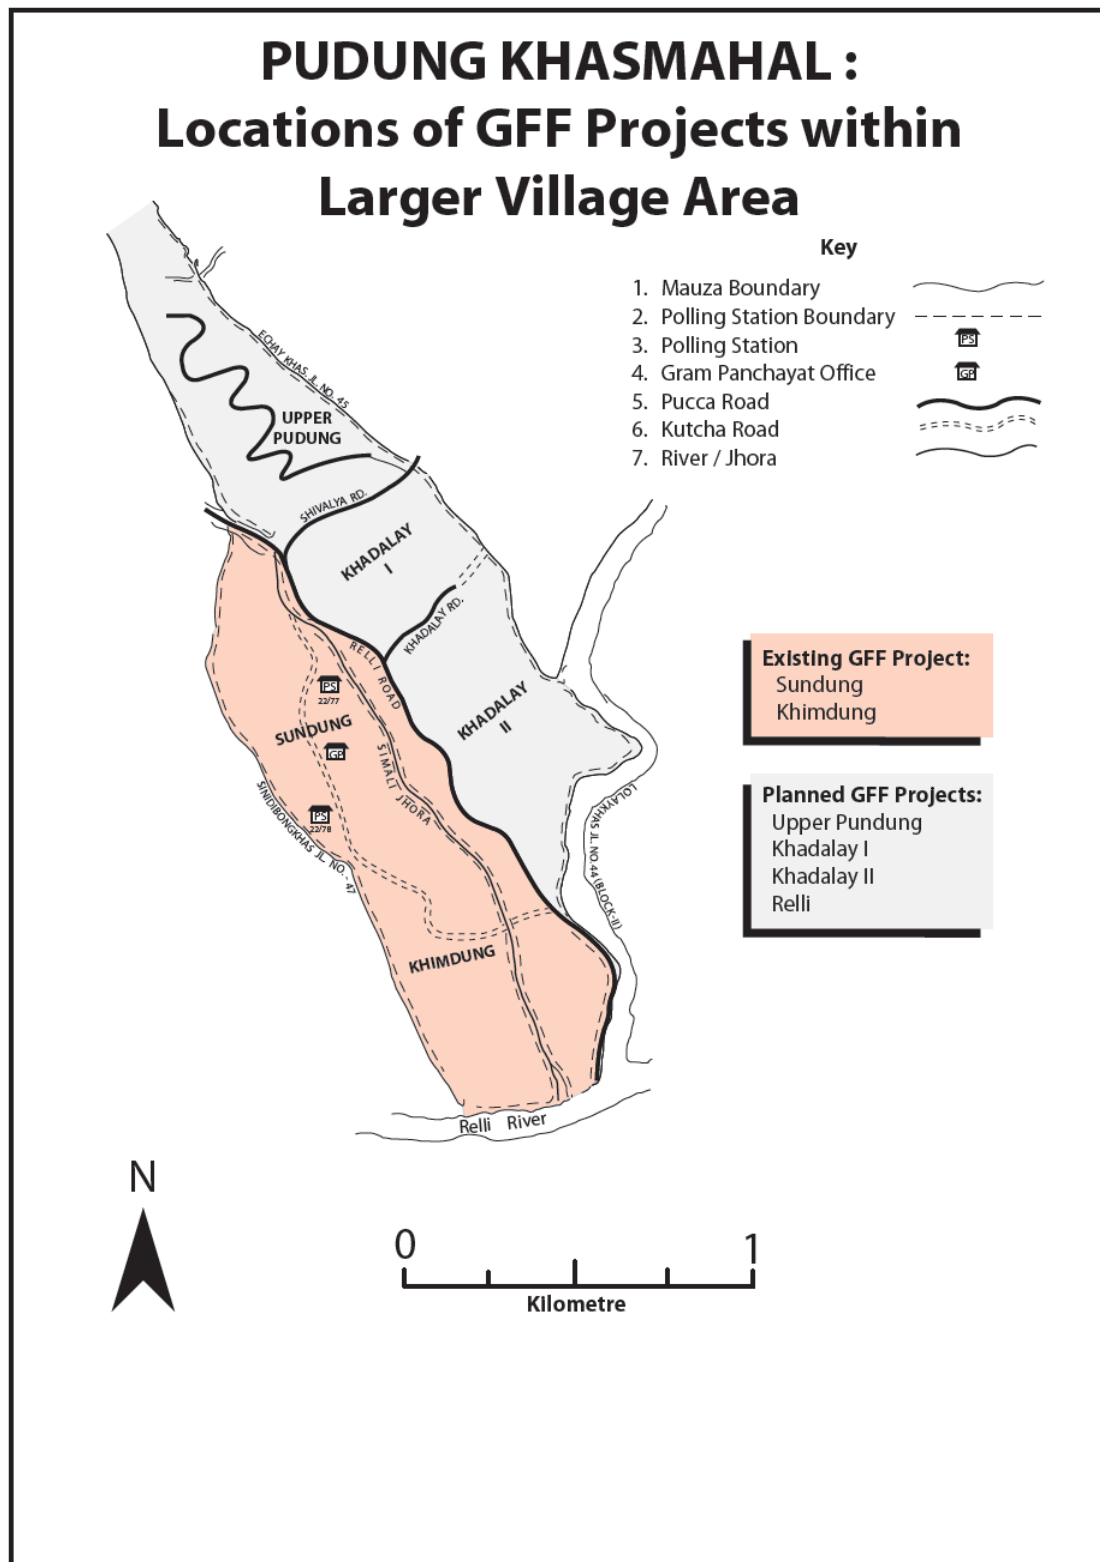 PUDUNG KHASMAHAL :
Locations of GFF Projects within
Larger Village Area
Key
1. Mauza Boundary
2. Polling Station Boundary
3. Polling Station PS
4. Gram Panchayat Office GP
5. Pucca Road
6. Kutcha Road
7. River / Jhora
ECHAY KHAS. JL. NO. 45
UPPER
PUDUNG
SHIVALYA RD.
KHADALAY
I
KHADALAY RD.
RELLI ROAD
KHADALAY
II
PS
22/77
SUNDUNG
GP
SIMALI JHORA
PS
22/78
SINIDIBONGKHAS JL. NO. - 47
LOLAYKHAS JL. NO. 44 (BLOCK-II)
KHIMDUNG
Relli River
Existing GFF Project:
Sundung
Khimdung
Planned GFF Projects:
Upper Pundung
Khadalay I
Khadalay II
Relli
N
0 1
Kilometre